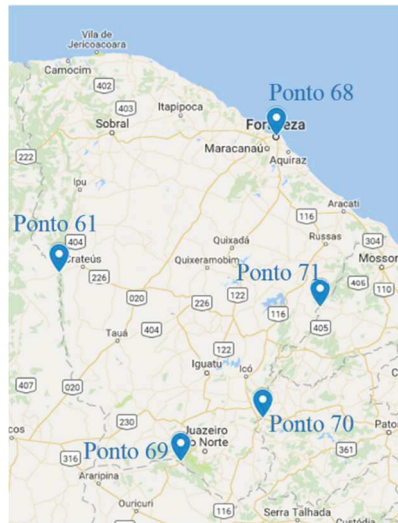 Vila de
Jericoacoara
Camocim
402
403
Itapipoca
Ponto 68
Sobral
Fortaleza
Maracanaú
Aquiraz
222
Ipu
116
Aracati
Ponto 61
404
Quixadá
Russas
304
Crateús
226
Quixeramobim
Ponto 71
405
Mossor
110
020
226
122
116
Tauá
404
405
122
407
020
Iguatu
Icó
230
Ponto 70
cos
Ponto 69
Juazeiro
do Norte
361
Pato
316
Araripina
Ouricuri
116
Serra Talhada
Custódia